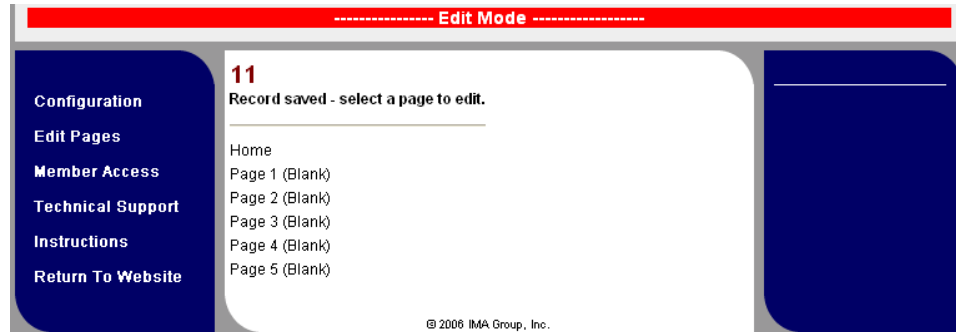 ---------------- Edit Mode ------------------
Configuration
Edit Pages
Member Access
Technical Support
Instructions
Return To Website
11
Record saved - select a page to edit.
Home
Page 1 (Blank)
Page 2 (Blank)
Page 3 (Blank)
Page 4 (Blank)
Page 5 (Blank)
© 2006 IMA Group, Inc.